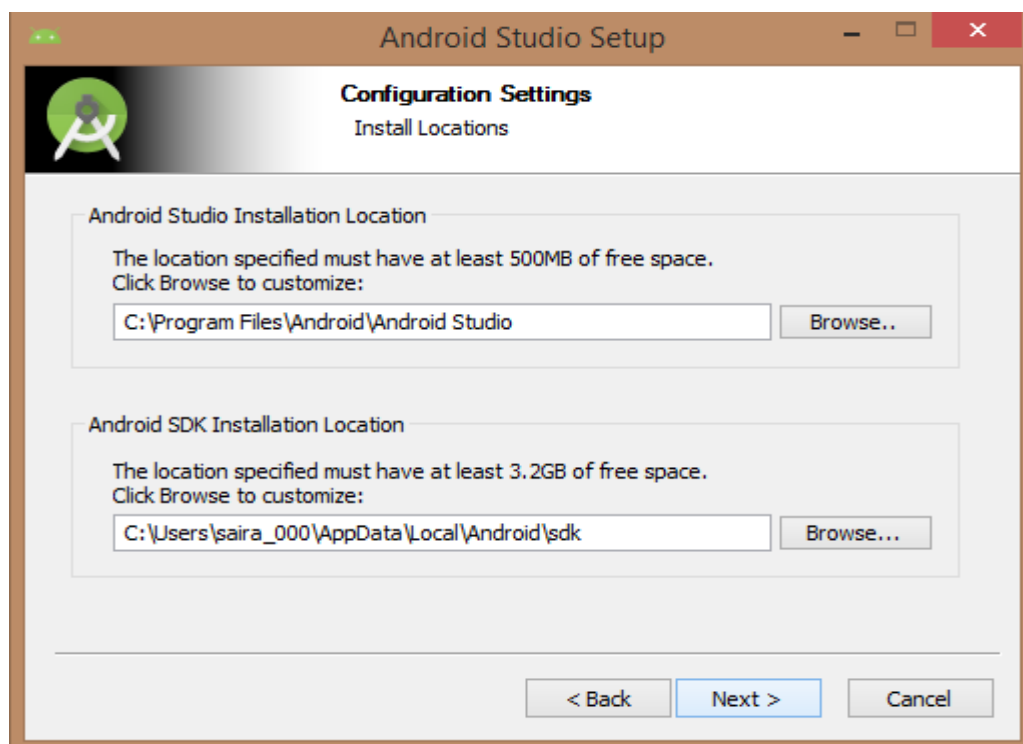 Android Studio Setup
Configuration Settings
Install Locations
Android Studio Installation Location
The location specified must have at least 500MB of free space.
Click Browse to customize:
C:\Program Files\Android\Android Studio
Browse..
Android SDK Installation Location
The location specified must have at least 3.2GB of free space.
Click Browse to customize:
C:\Users\saira_000\AppData\Local\Android\sdk
Browse...
< Back
Next >
Cancel